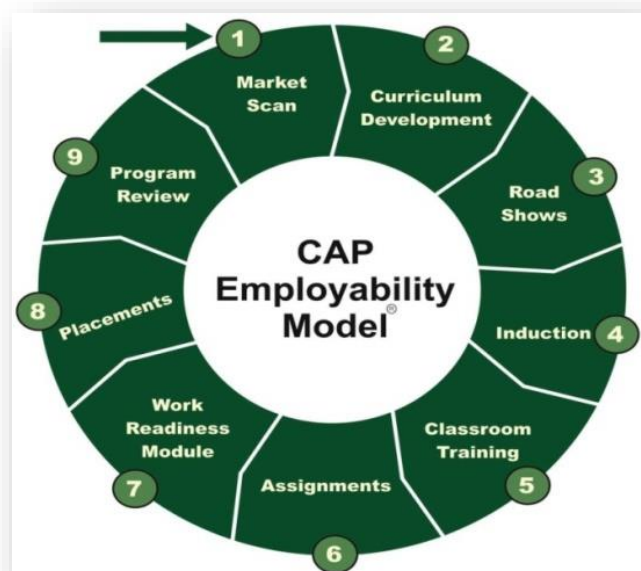 1
Market
Scan
2
Curriculum
Development
3
Road
Shows
4
Induction
5
Classroom
Training
6
Assignments
7
Work
Readiness
Module
8
Placements
9
Program
Review
CAP
Employability
Model®